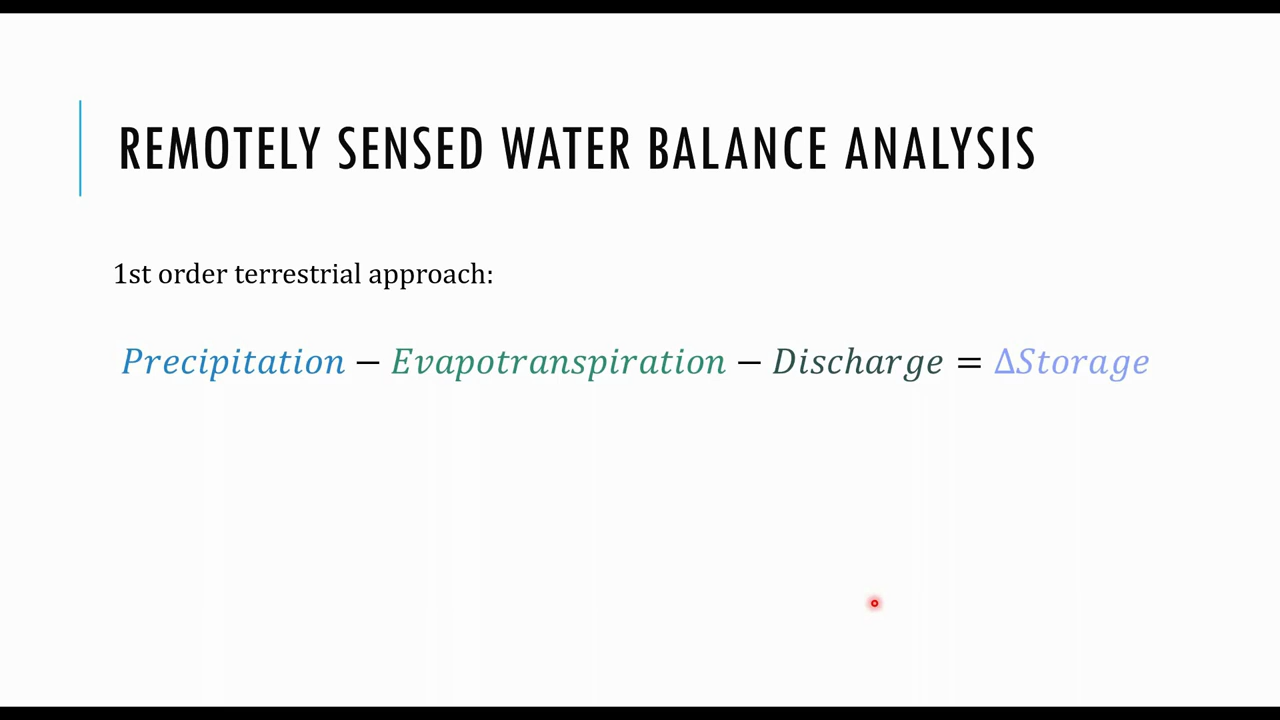 REMOTELY SENSED WATER BALANCE ANALYSIS
1st order terrestrial approach:
Precipitation − Evapotranspiration − Discharge = ΔStorage